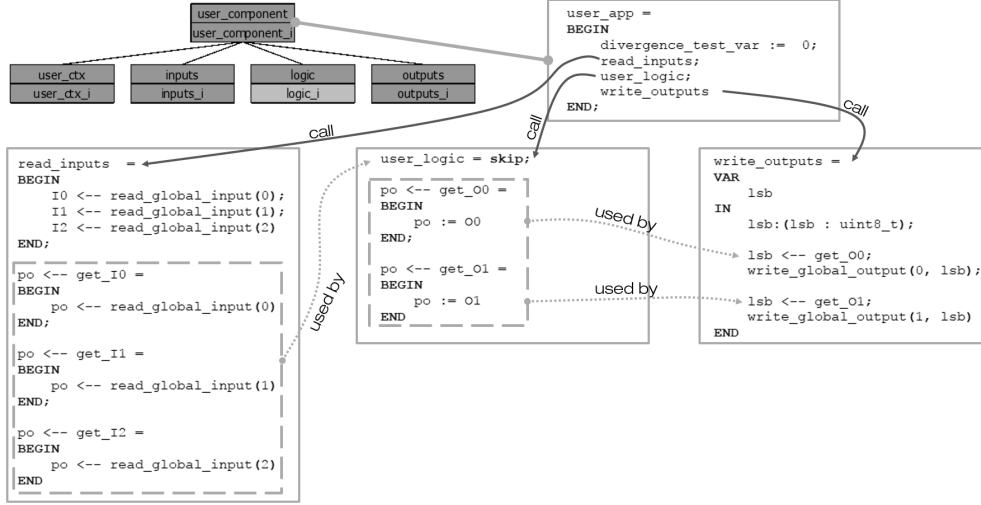 user_component
user_component_i
user_ctx
user_ctx_i
inputs
inputs_i
logic
logic_i
outputs
outputs_i
user_app =
BEGIN
divergence_test_var := 0;
read_inputs;
user_logic;
write_outputs
END;
call
call
call
read_inputs =
BEGIN
I0 <-- read_global_input(0);
I1 <-- read_global_input(1);
I2 <-- read_global_input(2)
END;
po <-- get_I0 =
BEGIN
po <-- read_global_input(0)
END;
po <-- get_I1 =
BEGIN
po <-- read_global_input(1)
END;
po <-- get_I2 =
BEGIN
po <-- read_global_input(2)
END
used by
user_logic = skip;
po <-- get_O0 =
BEGIN
po := O0
END;
po <-- get_O1 =
BEGIN
po := O1
END
used by
used by
write_outputs =
VAR
lsb
IN
lsb:(lsb : uint8_t);
lsb <-- get_O0;
write_global_output(0, lsb);
lsb <-- get_O1;
write_global_output(1, lsb)
END